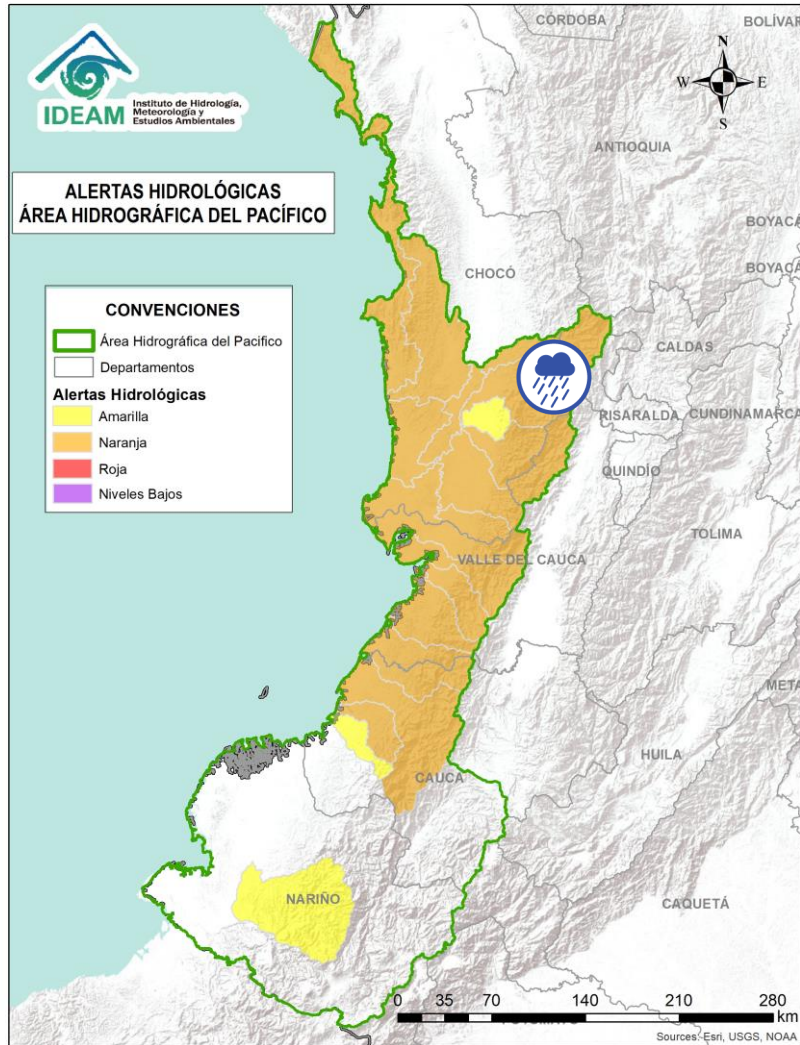 IDEAM
Instituto de Hidrología,
Meteorología y
Estudios Ambientales
ALERTAS HIDROLÓGICAS
ÁREA HIDROGRÁFICA DEL PACÍFICO
CONVENCIONES
Área Hidrográfica del Pacifico
Departamentos
Alertas Hidrológicas
Amarilla
Naranja
Roja
Niveles Bajos
N
W
E
S
CÓRDOBA
BOLÍVAR
ANTIOQUIA
BOYACÁ
BOYACÁ
CHOCÓ
CALDAS
RISARALDA
CUNDINAMARCA
QUINDÍO
TOLIMA
VALLE DEL CAUCA
META
HUILA
CAUCA
NARIÑO
CAQUETÁ
0 35 70 140 210 280
km
Sources: Esri, USGS, NOAA